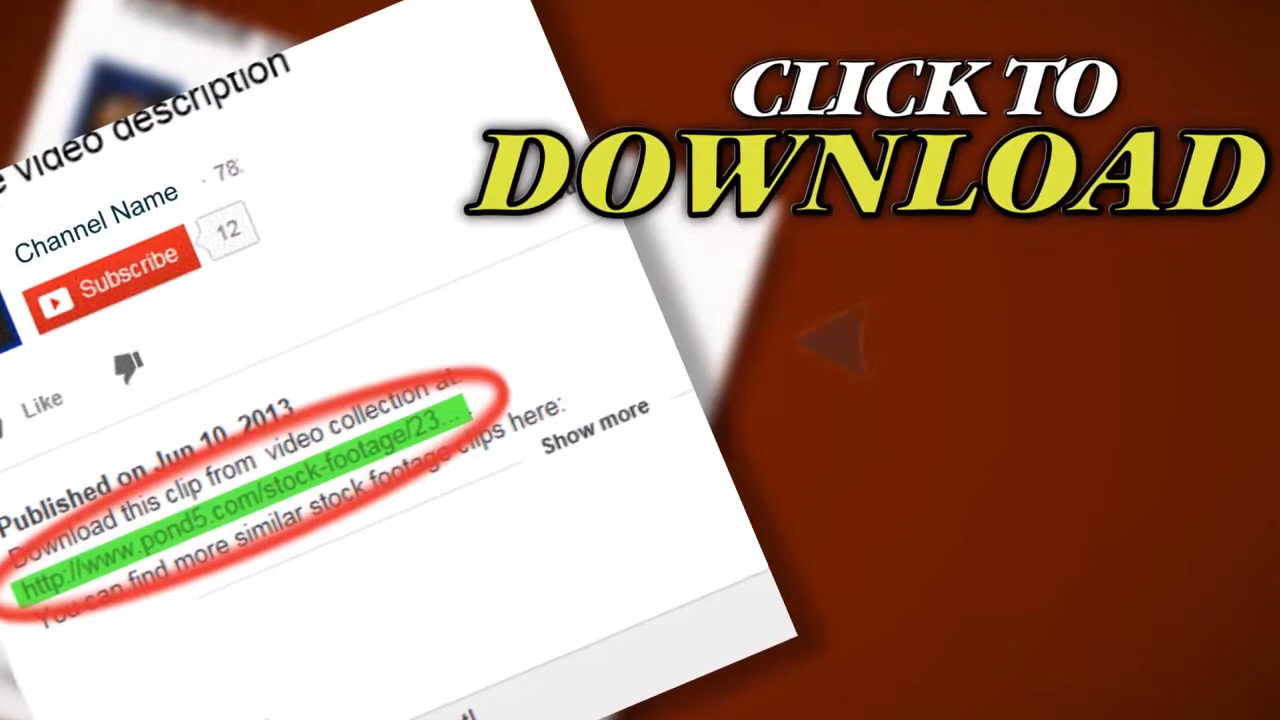 CLICK TO
DOWNLOAD
video description
Channel Name
78
Subscribe
12
Like
Published on Jun 10, 2013
Download this clip from video collection at
http://www.pond5.com/stock-footage/23...
You can find more similar stock footage clips here:
Show more